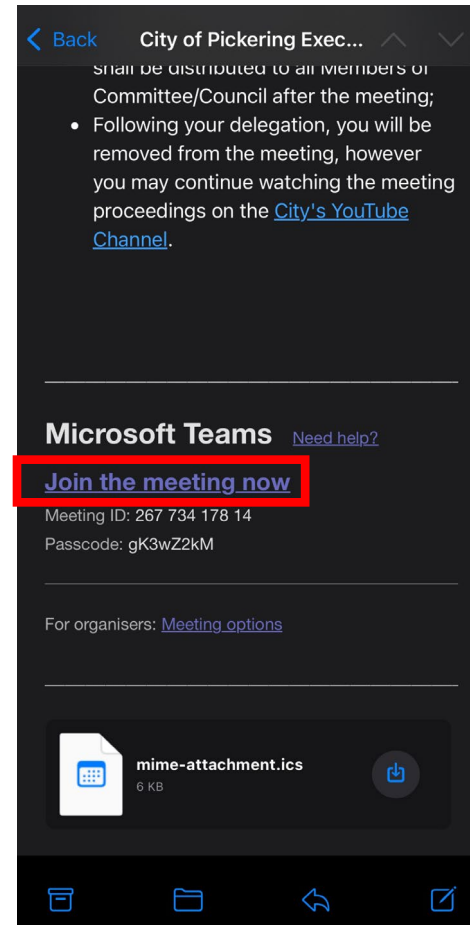 Back City of Pickering Exec...
shall be distributed to all Members of
Committee/Council after the meeting;
• Following your delegation, you will be
removed from the meeting, however
you may continue watching the meeting
proceedings on the City's YouTube
Channel.
Microsoft Teams Need help?
Join the meeting now
Meeting ID: 267 734 178 14
Passcode: gK3wZ2kM
For organisers: Meeting options
mime-attachment.ics
6 KB